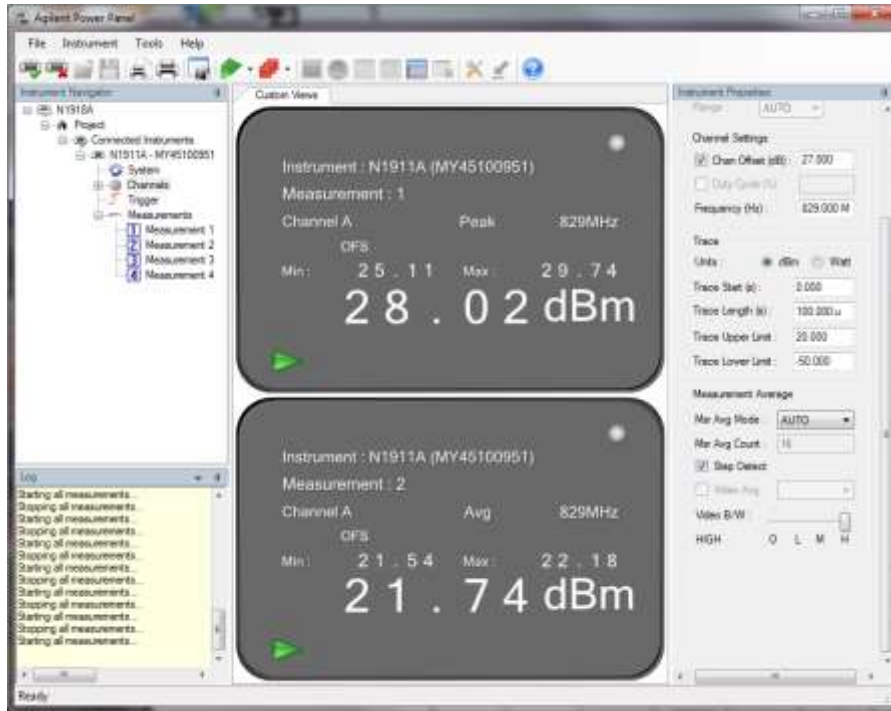 Agilent Power Panel
File Instrument Tools Help
Instrument Navigator
N1918A
Project
Connected Instruments
N1911A - MY45100951
System
Channels
Trigger
Measurements
1 Measurement 1
2 Measurement 2
3 Measurement 3
4 Measurement 4
Log
Starting all measurements...
Stopping all measurements...
Starting all measurements...
Stopping all measurements...
Starting all measurements...
Stopping all measurements...
Starting all measurements...
Stopping all measurements...
Starting all measurements...
Stopping all measurements...
Starting all measurements...
Stopping all measurements...
Starting all measurements...
Ready
Custom Views
Instrument : N1911A (MY45100951)
Measurement : 1
Channel A Peak 829MHz
OFS
Min : 25.11 Max : 29.74
28.02 dBm
Instrument : N1911A (MY45100951)
Measurement : 2
Channel A Avg 829MHz
OFS
Min : 21.54 Max : 22.18
21.74 dBm
Instrument Properties
Range : AUTO
Channel Settings
Chan Offset (dB) : 27.000
Duty Cycle (%) :
Frequency (Hz) : 829.000 M
Trace
Units : dBm Watt
Trace Start (s) : 0.000
Trace Length (s) : 100.000 u
Trace Upper Limit : 20.000
Trace Lower Limit : -50.000
Measurement Average
Mar Avg Mode : AUTO
Mar Avg Count : 16
Step Detect
Video Avg
Video B/W :
HIGH O L M H